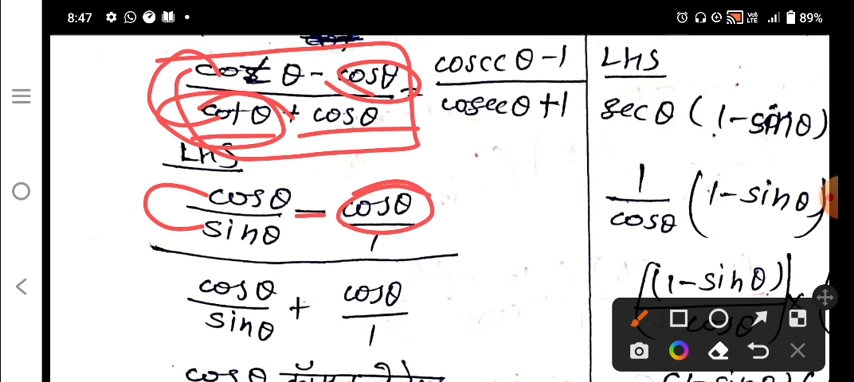 8:47
89%
cotθ - cosθ = cosecθ-1
cotθ + cosθ cosecθ+1
LHS
cosθ - cosθ
sinθ 1
cosθ + cosθ
sinθ 1
cosθ
LHS
secθ (1-sinθ)
1 (1-sinθ)
cosθ
(1-sinθ) ×
cosθ